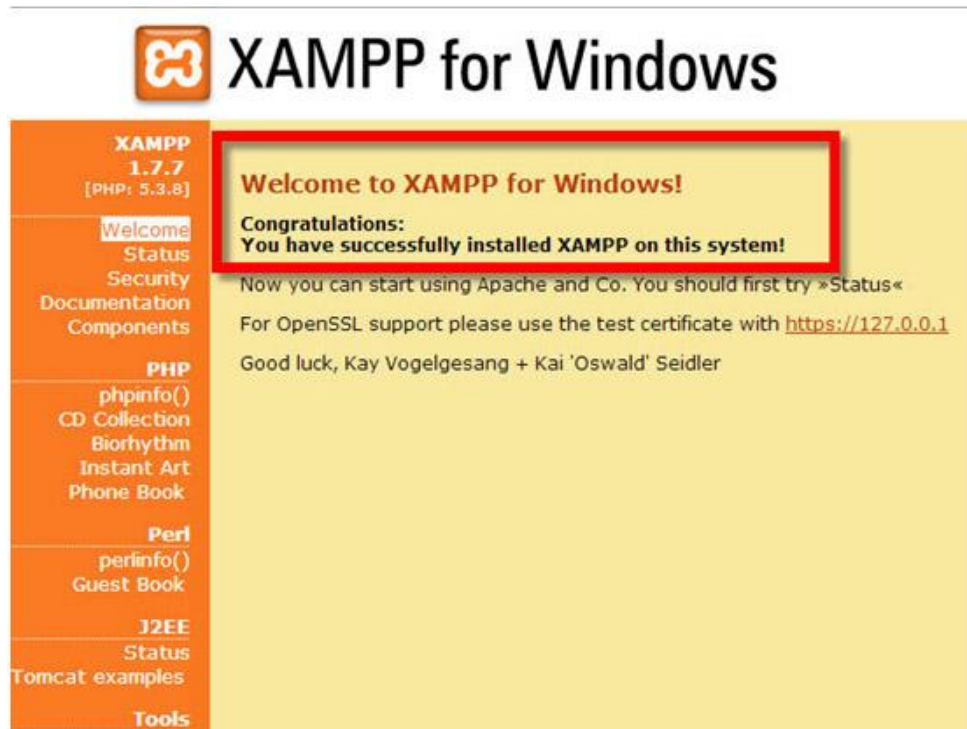 XAMPP for Windows
XAMPP
1.7.7
[PHP: 5.3.8]
Welcome
Status
Security
Documentation
Components
PHP
phpinfo()
CD Collection
Biorhythm
Instant Art
Phone Book
Perl
perlinfo()
Guest Book
J2EE
Status
Tomcat examples
Tools
Welcome to XAMPP for Windows!
Congratulations:
You have successfully installed XAMPP on this system!
Now you can start using Apache and Co. You should first try »Status«
For OpenSSL support please use the test certificate with https://127.0.0.1
Good luck, Kay Vogelgesang + Kai 'Oswald' Seidler